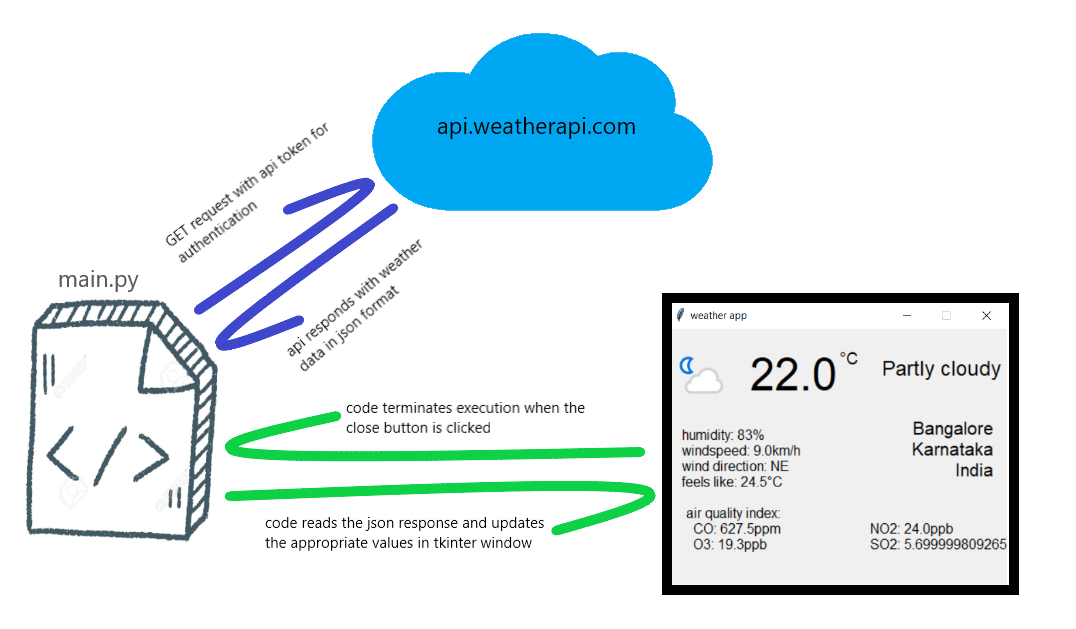 api.weatherapi.com
GET request with api token for
authentication
api responds with weather
data in json format
main.py
</>
code terminates execution when the
close button is clicked
code reads the json response and updates
the appropriate values in tkinter window
weather app
22.0 °C
Partly cloudy
humidity: 83%
windspeed: 9.0km/h
wind direction: NE
feels like: 24.5°C
Bangalore
Karnataka
India
air quality index:
CO: 627.5ppm
O3: 19.3ppb
NO2: 24.0ppb
SO2: 5.699999809265